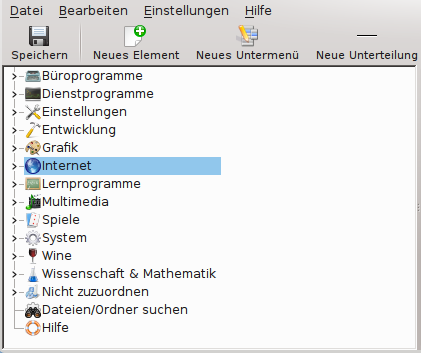 Datei Bearbeiten Einstellungen Hilfe
Speichern Neues Element Neues Untermenü Neue Unterteilung
Büroprogramme
Dienstprogramme
Einstellungen
Entwicklung
Grafik
Internet
Lernprogramme
Multimedia
Spiele
System
Wine
Wissenschaft & Mathematik
Nicht zuzuordnen
Dateien/Ordner suchen
Hilfe